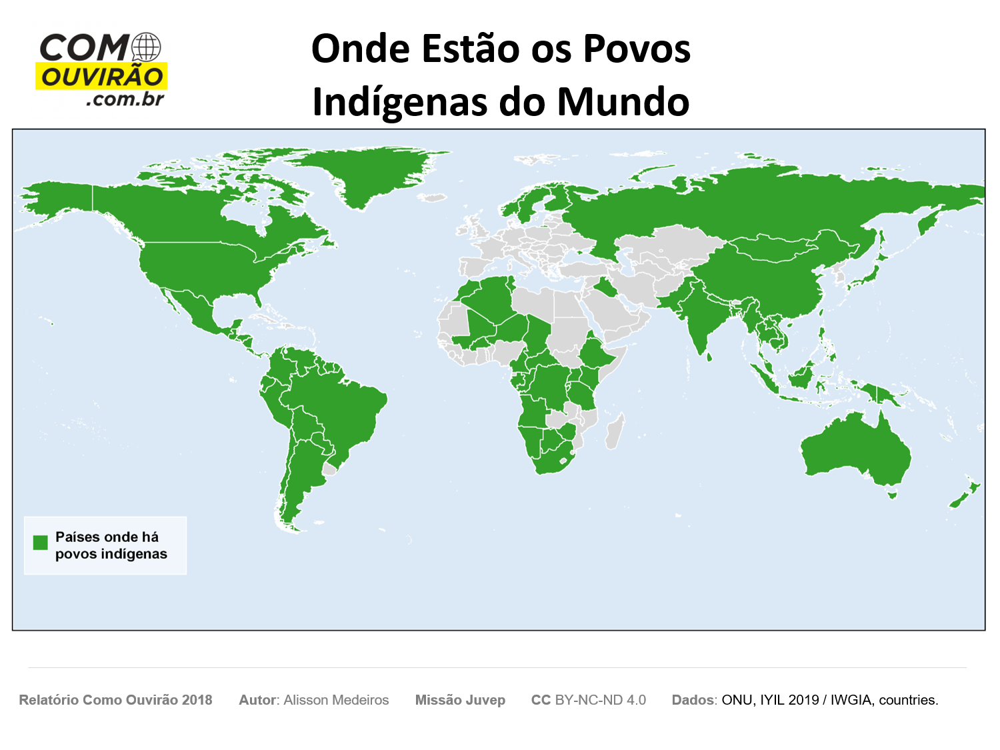 COM
OUVIRÃO
.com.br
Onde Estão os Povos
Indígenas do Mundo
Países onde há
povos indígenas
Relatório Como Ouvirão 2018 Autor: Alisson Medeiros Missão Juvep CC BY-NC-ND 4.0 Dados: ONU, IYIL 2019 / IWGIA, countries.